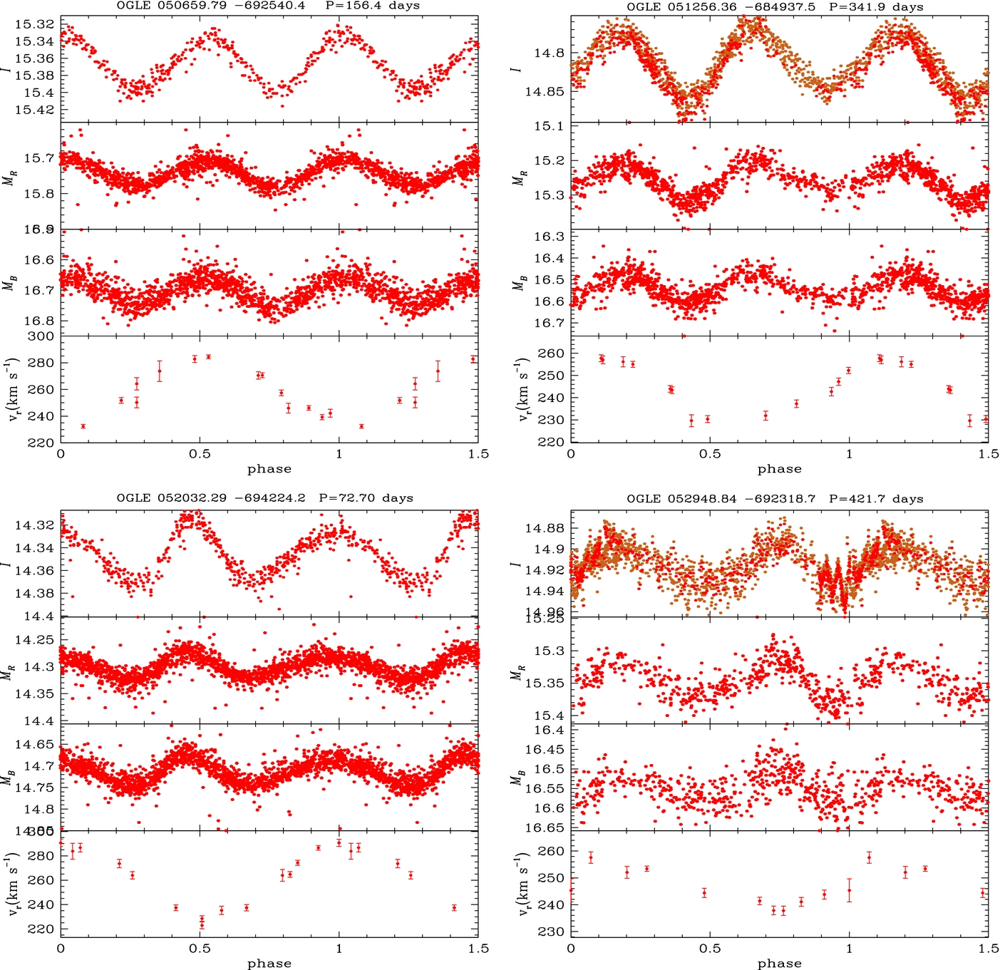 OGLE 050659.79 −692540.4 P=156.4 days
15.32
15.34
15.36
15.38
15.4
15.42
I
15.7
15.8
16.9
M_R
16.6
16.7
16.8
M_B
300
280
260
240
220
v_r(km s⁻¹)
0 0.5 1 1.5
phase
OGLE 051256.36 −684937.5 P=341.9 days
14.8
14.85
I
15.1
15.2
15.3
M_R
16.3
16.4
16.5
16.6
16.7
M_B
260
250
240
230
220
v_r(km s⁻¹)
0 0.5 1 1.5
phase
OGLE 052032.29 −694224.2 P=72.70 days
14.32
14.34
14.36
14.38
14.4
I
14.25
14.3
14.35
14.4
M_R
14.65
14.7
14.75
14.8
M_B
280
260
240
220
v_r(km s⁻¹)
0 0.5 1 1.5
phase
OGLE 052948.84 −692318.7 P=421.7 days
14.88
14.9
14.92
14.94
14.96
I
15.25
15.3
15.35
15.4
M_R
16.4
16.45
16.5
16.55
16.6
16.65
M_B
260
250
240
230
v_r(km s⁻¹)
0 0.5 1 1.5
phase